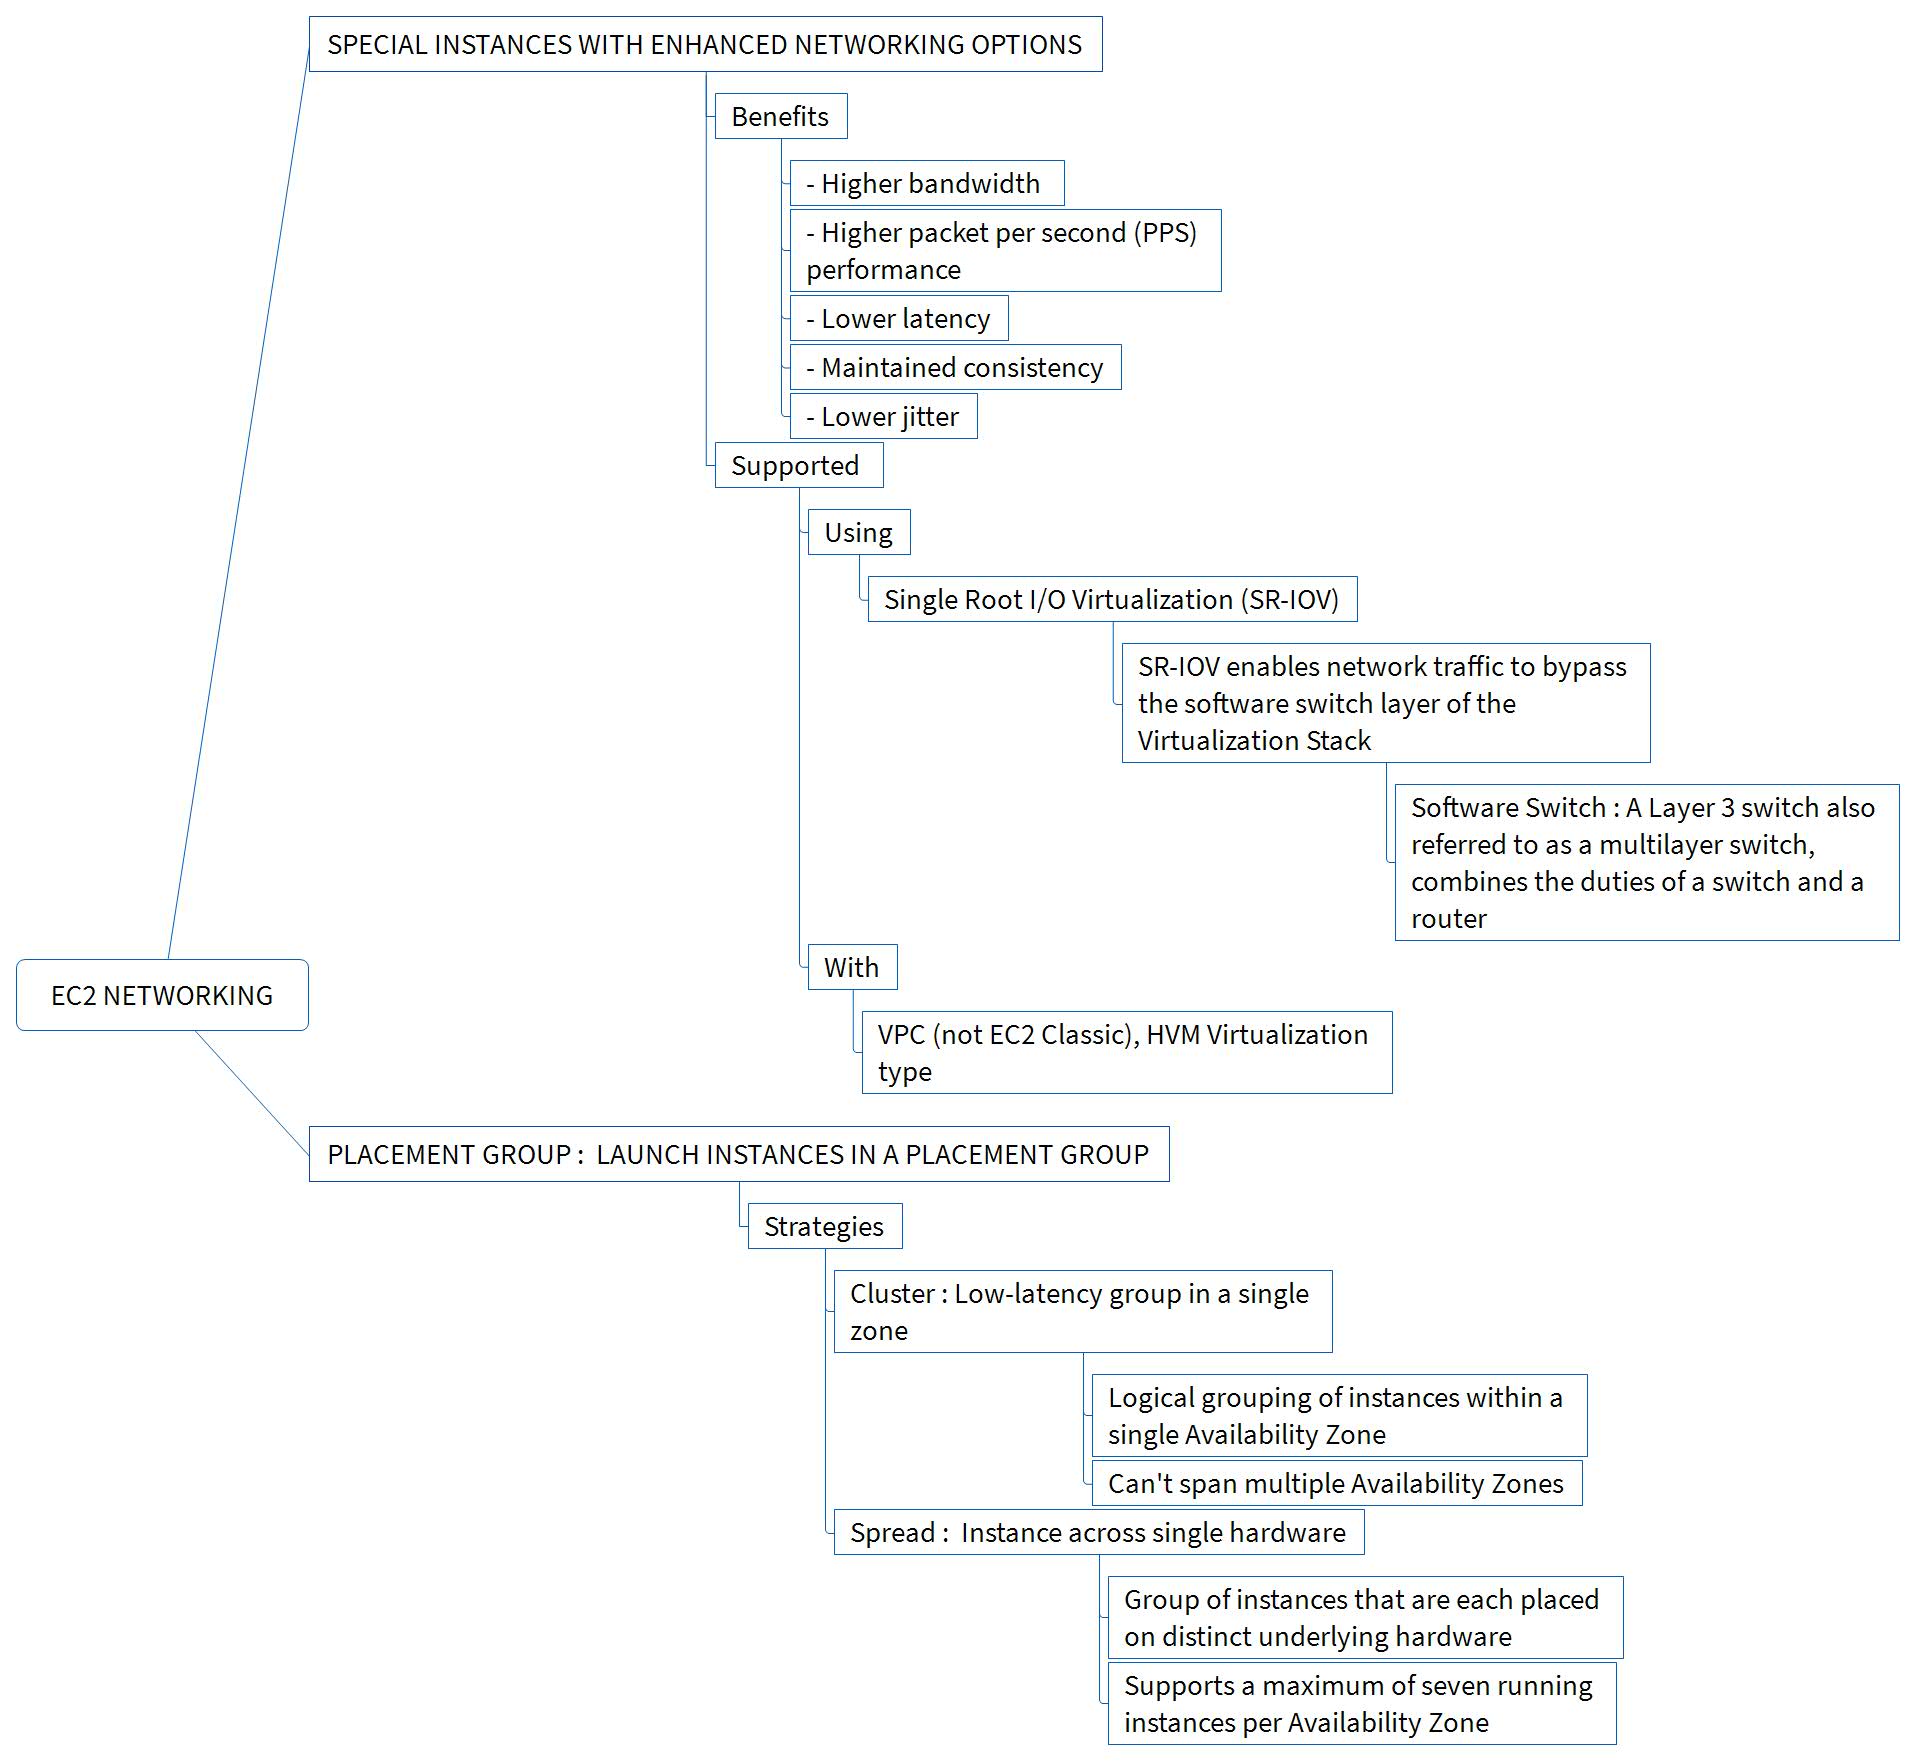 SPECIAL INSTANCES WITH ENHANCED NETWORKING OPTIONS
Benefits
- Higher bandwidth
- Higher packet per second (PPS)
performance
- Lower latency
- Maintained consistency
- Lower jitter
Supported
Using
Single Root I/O Virtualization (SR-IOV)
SR-IOV enables network traffic to bypass
the software switch layer of the
Virtualization Stack
Software Switch : A Layer 3 switch also
referred to as a multilayer switch,
combines the duties of a switch and a
router
With
EC2 NETWORKING
VPC (not EC2 Classic), HVM Virtualization
type
PLACEMENT GROUP :  LAUNCH INSTANCES IN A PLACEMENT GROUP
Strategies
Cluster : Low-latency group in a single
zone
Logical grouping of instances within a
single Availability Zone
Can't span multiple Availability Zones
Spread :  Instance across single hardware
Group of instances that are each placed
on distinct underlying hardware
Supports a maximum of seven running
instances per Availability Zone